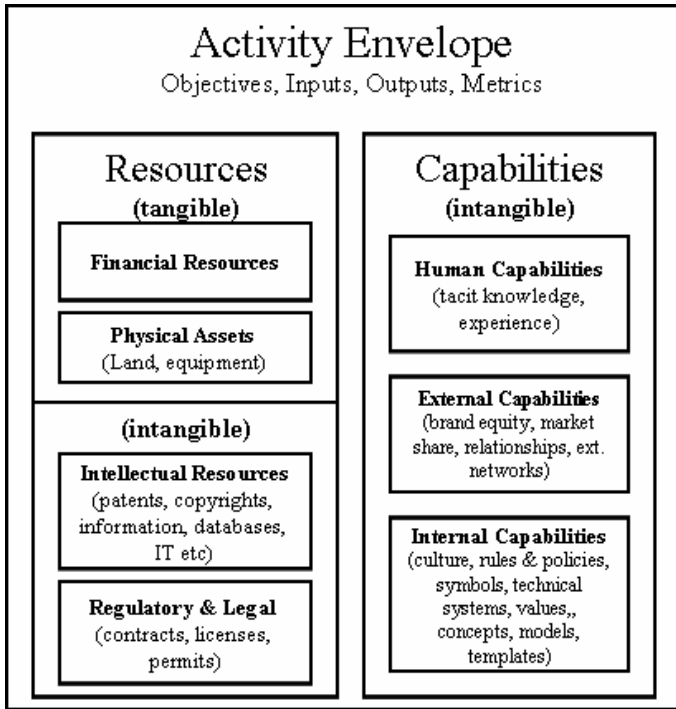 Activity Envelope
Objectives, Inputs, Outputs, Metrics
Resources
(tangible)
Financial Resources
Physical Assets
(Land, equipment)
(intangible)
Intellectual Resources
(patents, copyrights,
information, databases,
IT etc)
Regulatory & Legal
(contracts, licenses,
permits)
Capabilities
(intangible)
Human Capabilities
(tacit knowledge,
experience)
External Capabilities
(brand equity, market
share, relationships, ext.
networks)
Internal Capabilities
(culture, rules & policies,
symbols, technical
systems, values,,
concepts, models,
templates)